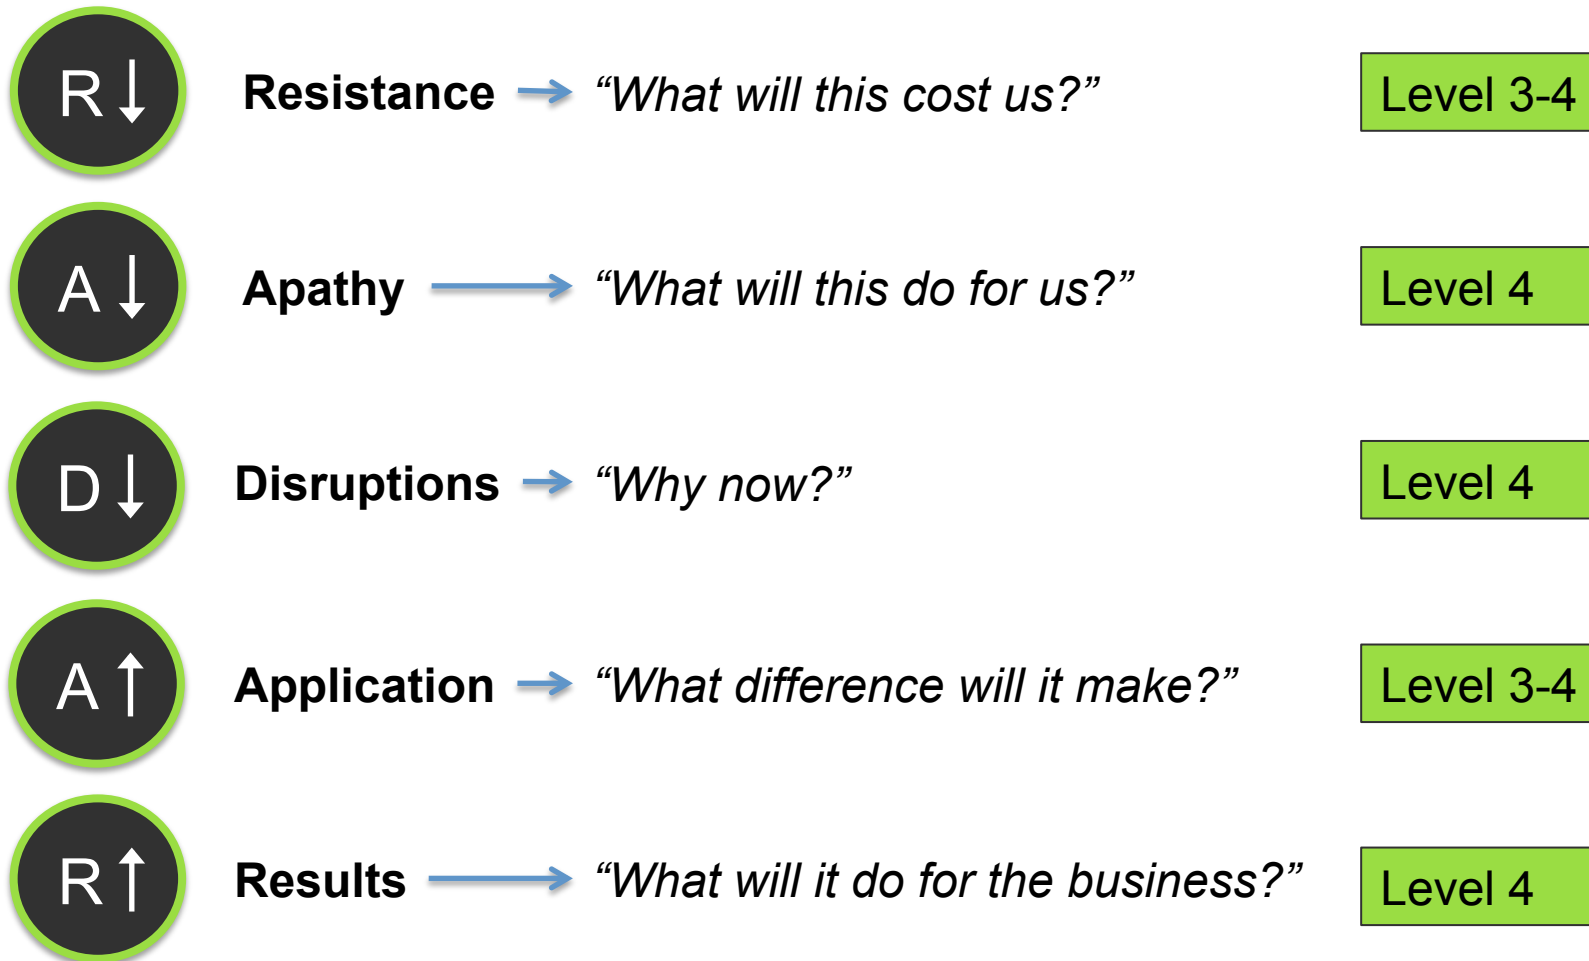 R↓ Resistance → “What will this cost us?” Level 3-4
A↓ Apathy → “What will this do for us?” Level 4
D↓ Disruptions → “Why now?” Level 4
A↑ Application → “What difference will it make?” Level 3-4
R↑ Results → “What will it do for the business?” Level 4